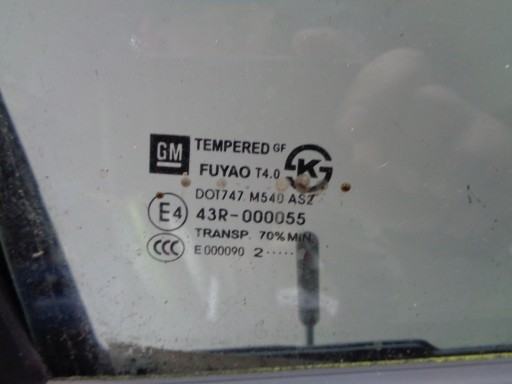 GM
TEMPERED GF
FUYAO T4.0
K
DOT747 M540 AS2
E4 43R-000055
TRANSP. 70% MIN
CCC E000090 2.....